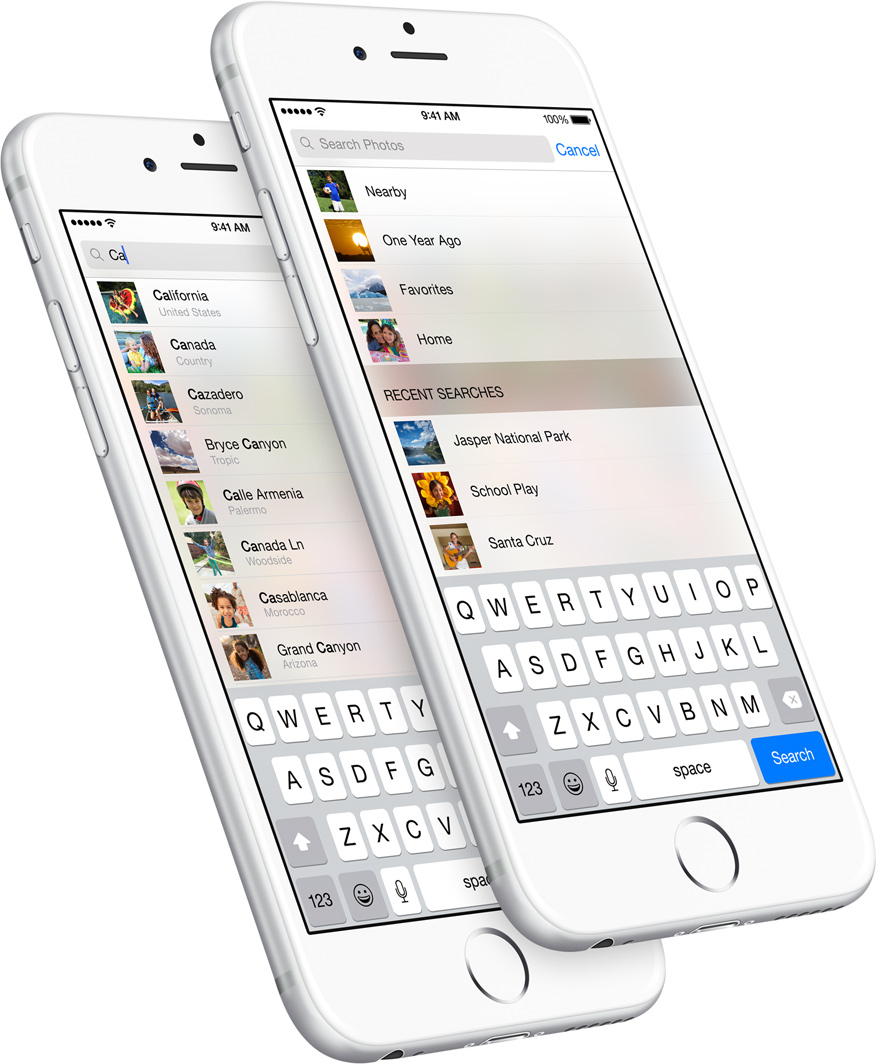 9:41 AM
100%
Search Photos
Cancel
Nearby
One Year Ago
Favorites
Home
RECENT SEARCHES
Jasper National Park
School Play
Santa Cruz
Q W E R T Y U I O P
A S D F G H J K L
Z X C V B N M
123
space
Search
9:41 AM
Ca
California
United States
Canada
Country
Cazadero
Sonoma
Bryce Canyon
Tropic
Calle Armenia
Palermo
Canada Ln
Woodside
Casablanca
Morocco
Grand Canyon
Arizona
Q W E R T Y
A S D F G
Z X C V
123
spac